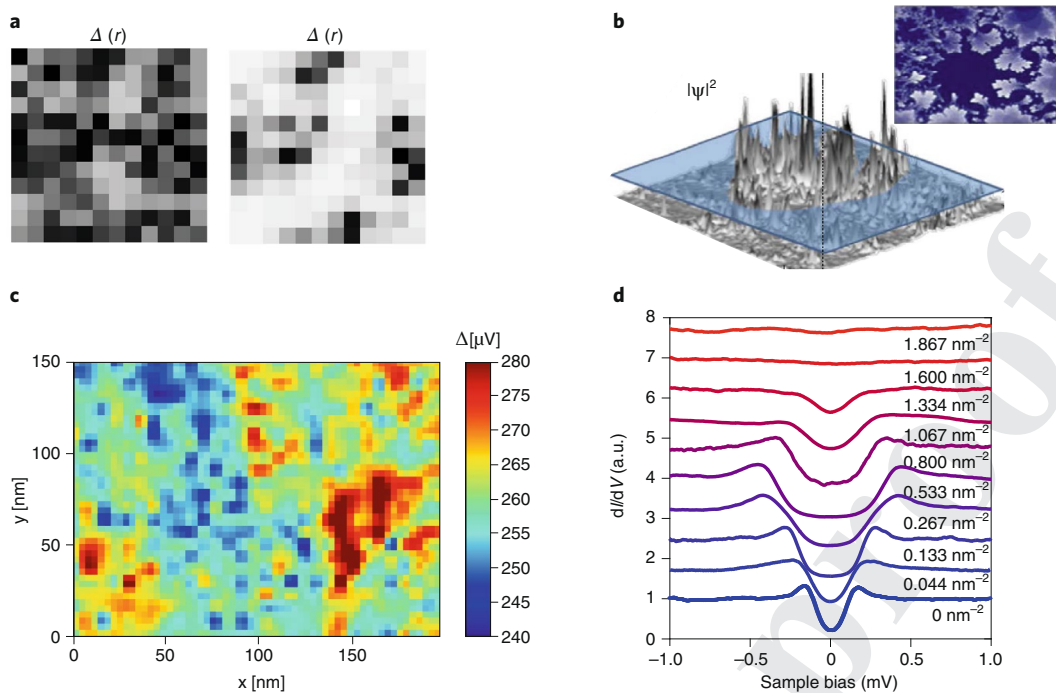 a
Δ (r)
Δ (r)
b
|ψ|²
c
Δ[μV]
280
275
270
265
260
255
250
245
240
150
100
50
0
y [nm]
0
50
100
150
x [nm]
d
8
7
6
5
4
3
2
1
0
dI/dV (a.u.)
1.867 nm⁻²
1.600 nm⁻²
1.334 nm⁻²
1.067 nm⁻²
0.800 nm⁻²
0.533 nm⁻²
0.267 nm⁻²
0.133 nm⁻²
0.044 nm⁻²
0 nm⁻²
−1.0
−0.5
0
0.5
1.0
Sample bias (mV)
proof